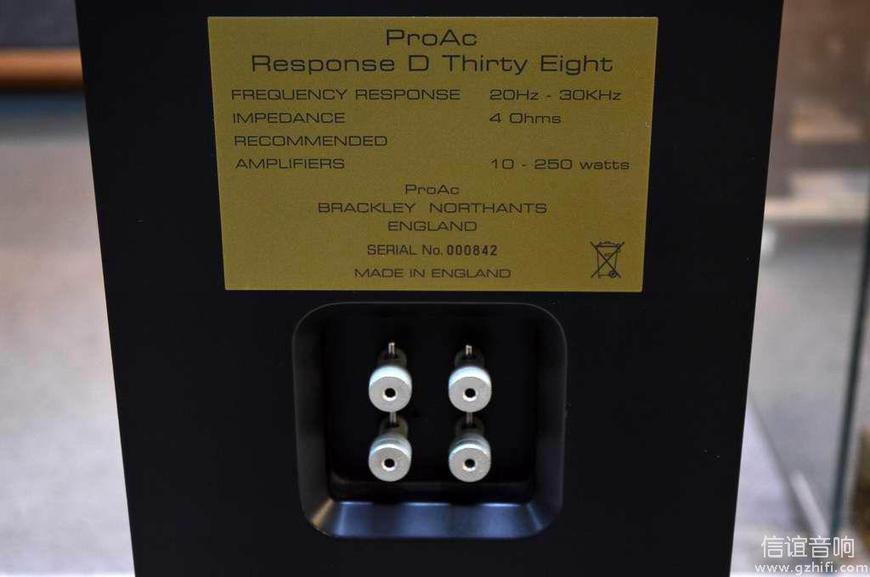 ProAc
Response D Thirty Eight
FREQUENCY RESPONSE 20Hz - 30KHz
IMPEDANCE 4 Ohms
RECOMMENDED
AMPLIFIERS 10 - 250 watts
ProAc
BRACKLEY NORTHANTS
ENGLAND
SERIAL No. 000842
MADE IN ENGLAND
信谊音响
www.gzhifi.com